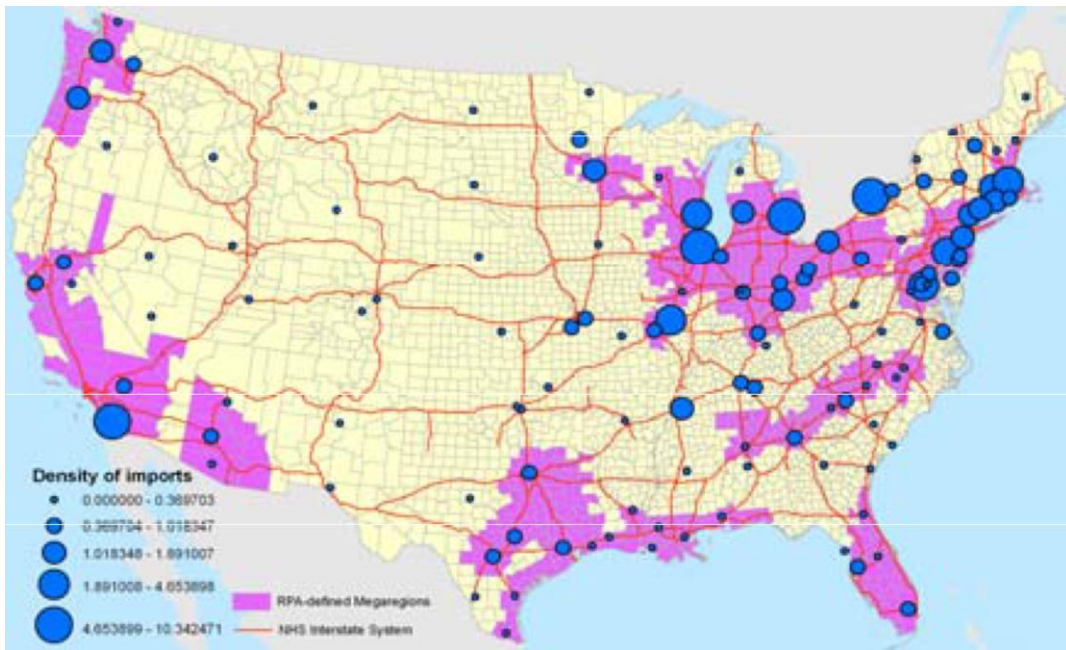 Density of imports
0.000000 - 0.369703
0.369704 - 1.018347
1.018348 - 1.891007
1.891008 - 4.653898
4.653899 - 10.342471
RPA-defined Megaregions
NHS Interstate System